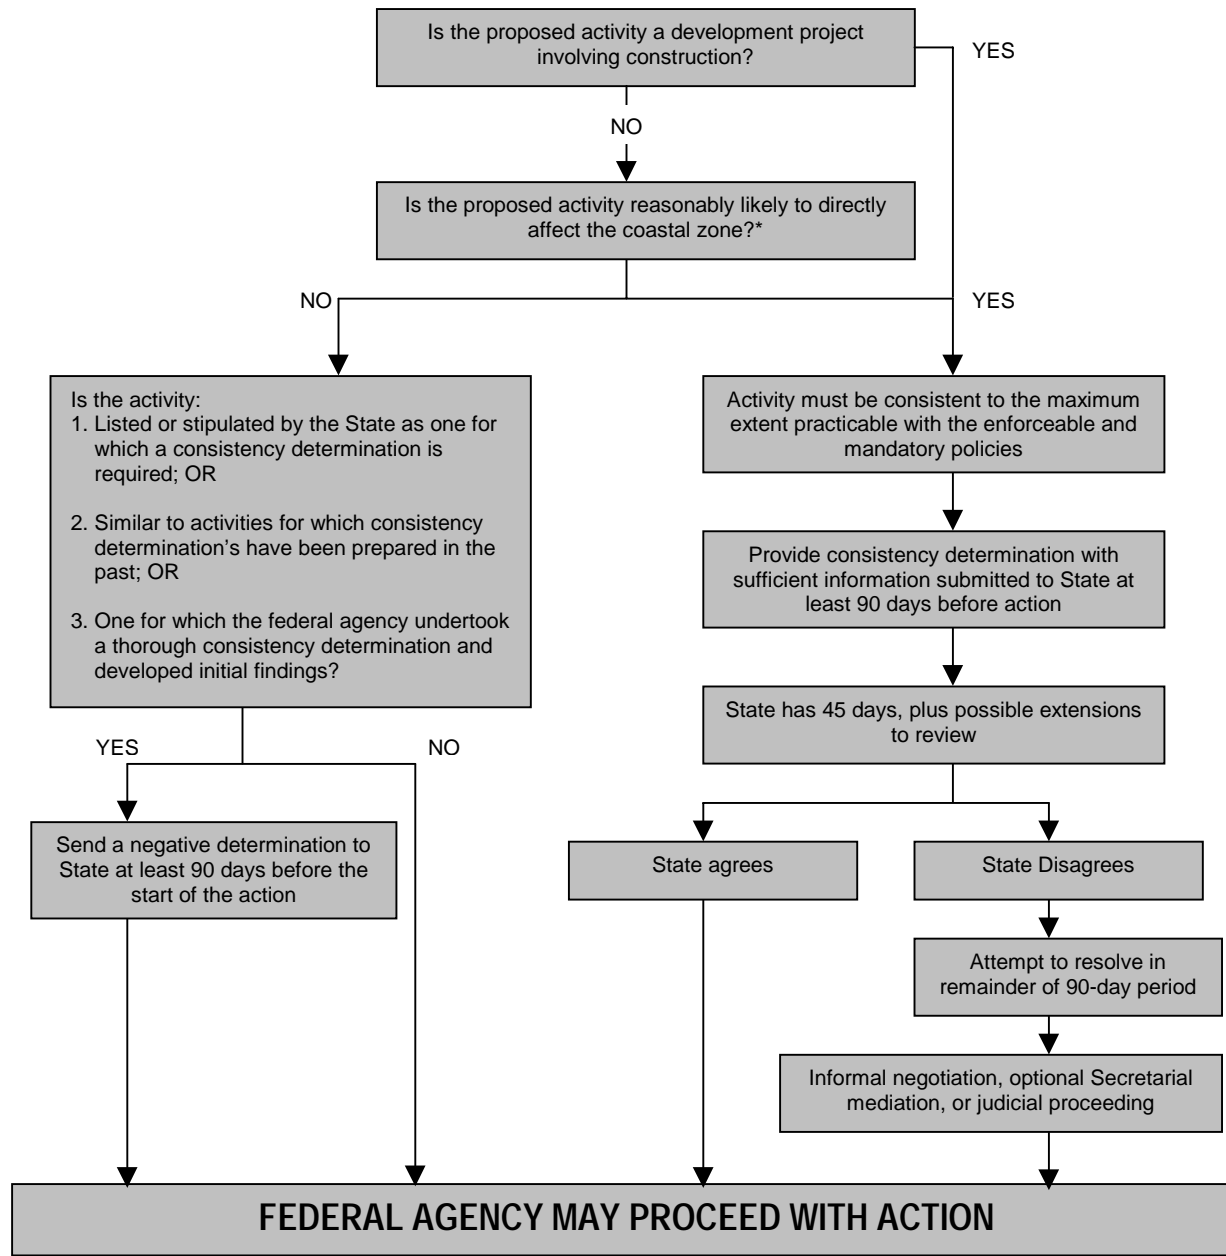 Is the proposed activity a development project
involving construction?
YES
NO
Is the proposed activity reasonably likely to directly
affect the coastal zone?*
NO
YES
Is the activity:
1. Listed or stipulated by the State as one for
which a consistency determination is
required; OR
2. Similar to activities for which consistency
determination's have been prepared in the
past; OR
3. One for which the federal agency undertook
a thorough consistency determination and
developed initial findings?
Activity must be consistent to the maximum
extent practicable with the enforceable and
mandatory policies
Provide consistency determination with
sufficient information submitted to State at
least 90 days before action
State has 45 days, plus possible extensions
to review
YES
NO
Send a negative determination to
State at least 90 days before the
start of the action
State agrees
State Disagrees
Attempt to resolve in
remainder of 90-day period
Informal negotiation, optional Secretarial
mediation, or judicial proceeding
FEDERAL AGENCY MAY PROCEED WITH ACTION